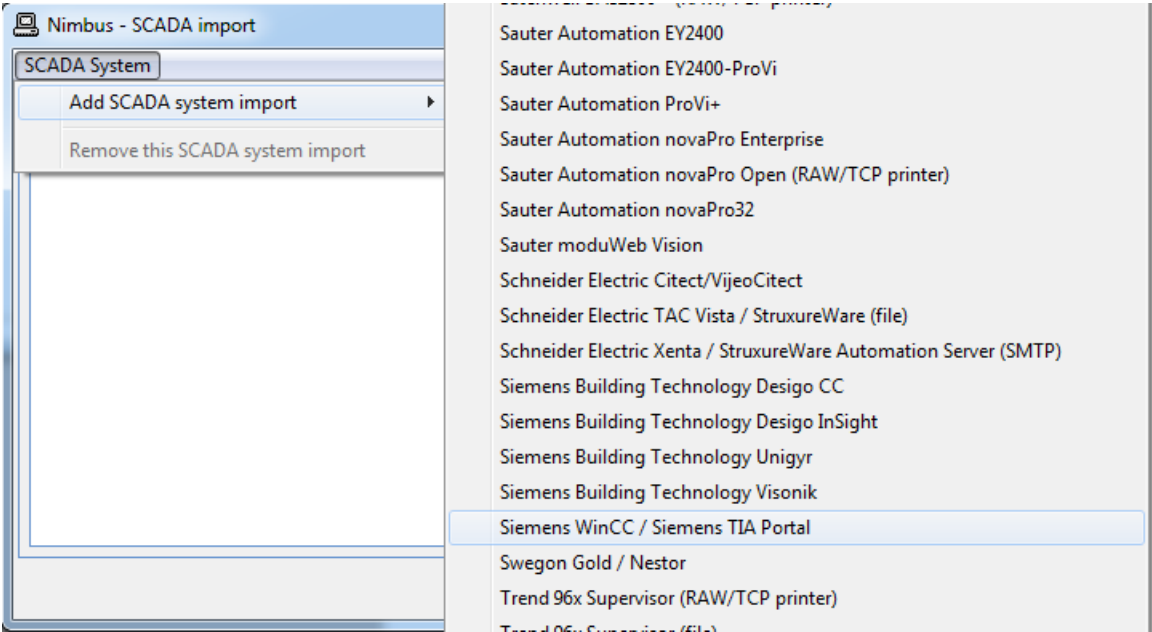 Nimbus - SCADA import
SCADA System
Add SCADA system import
Remove this SCADA system import
Sauter Automation EY2400
Sauter Automation EY2400-ProVi
Sauter Automation ProVi+
Sauter Automation novaPro Enterprise
Sauter Automation novaPro Open (RAW/TCP printer)
Sauter Automation novaPro32
Sauter moduWeb Vision
Schneider Electric Citect/VijeoCitect
Schneider Electric TAC Vista / StruxureWare (file)
Schneider Electric Xenta / StruxureWare Automation Server (SMTP)
Siemens Building Technology Desigo CC
Siemens Building Technology Desigo InSight
Siemens Building Technology Unigyr
Siemens Building Technology Visonik
Siemens WinCC / Siemens TIA Portal
Swegon Gold / Nestor
Trend 96x Supervisor (RAW/TCP printer)
Trend 96x Supervisor (file)